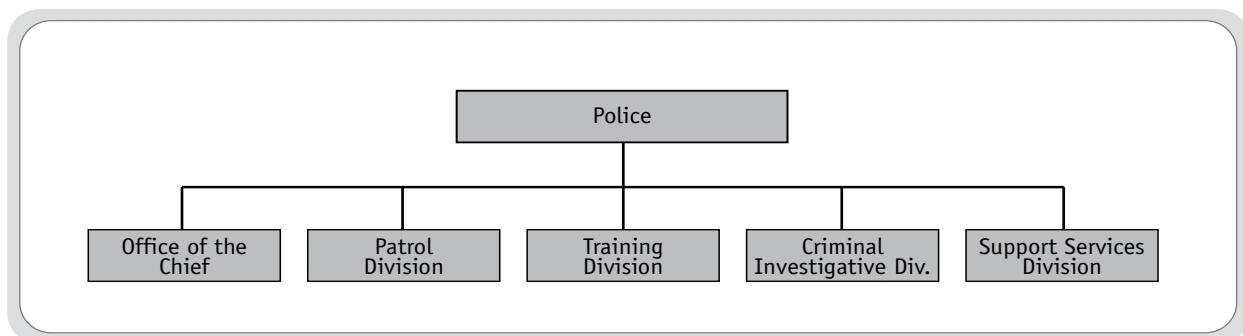 Police
Office of the
Chief
Patrol
Division
Training
Division
Criminal
Investigative Div.
Support Services
Division